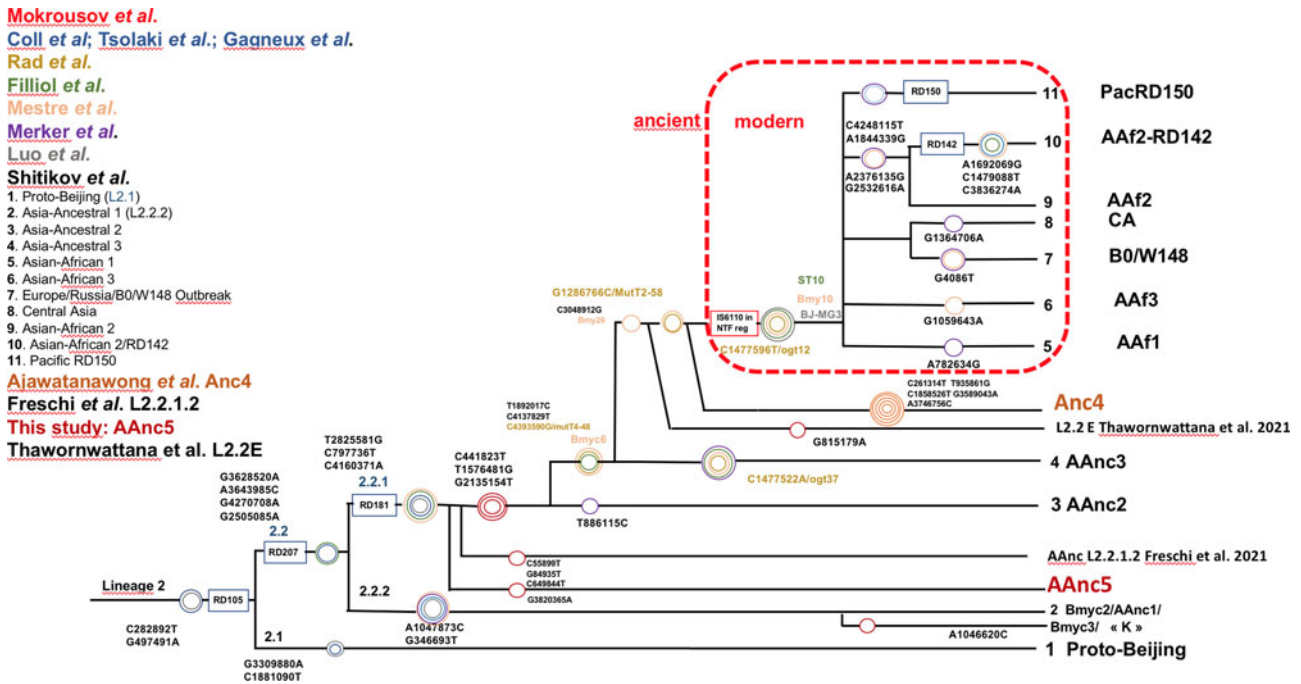 Mokrousov et al.
Coll et al; Tsolaki et al.; Gagneux et al.
Rad et al.
Filliol et al.
Mestre et al.
Merker et al.
Luo et al.
Shitikov et al.
1. Proto-Beijing (L2.1)
2. Asia-Ancestral 1 (L2.2.2)
3. Asia-Ancestral 2
4. Asia-Ancestral 3
5. Asian-African 1
6. Asian-African 3
7. Europe/Russia/B0/W148 Outbreak
8. Central Asia
9. Asian-African 2
10. Asian-African 2/RD142
11. Pacific RD150
Ajawatanawong et al. Anc4
Freschi et al. L2.2.1.2
This study: AAnc5
Thawornwattana et al. L2.2E
ancient
modern
RD150
11 PacRD150
C4248115T
A1844339G
RD142
10 AAf2-RD142
A2376135G
G2532616A
A1692069G
C1479088T
C3836274A
9 AAf2
8 CA
G1364706A
7 B0/W148
G4086T
ST10
Bmy10
BJ-MG3
6 AAf3
G1059643A
5 AAf1
A782634G
G1286766C/MutT2-58
C3048912G
Bmy26
IS6110 in
NTF reg
C1477596T/ogt12
C261314T T935861G
C1858526T G3589043A
A3746756C
Anc4
L2.2 E Thawornwattana et al. 2021
G815179A
T1892017C
C4137829T
C4393590G/mutT4-48
Bmyc6
4 AAnc3
C1477522A/ogt37
C441823T
T1576481G
G2135154T
3 AAnc2
T886115C
T2825581G
C797736T
C4160371A
2.2.1
RD181
G3628520A
A3643985C
G4270708A
G2505085A
2.2
RD207
AAnc L2.2.1.2 Freschi et al. 2021
C55899T
G84935T
C649844T
G3820365A
AAnc5
2.2.2
2 Bmyc2/AAnc1/
Bmyc3/ « K »
A1047873C
G346693T
A1046620C
Lineage 2
RD105
C282892T
G497491A
2.1
1 Proto-Beijing
G3309880A
C1881090T